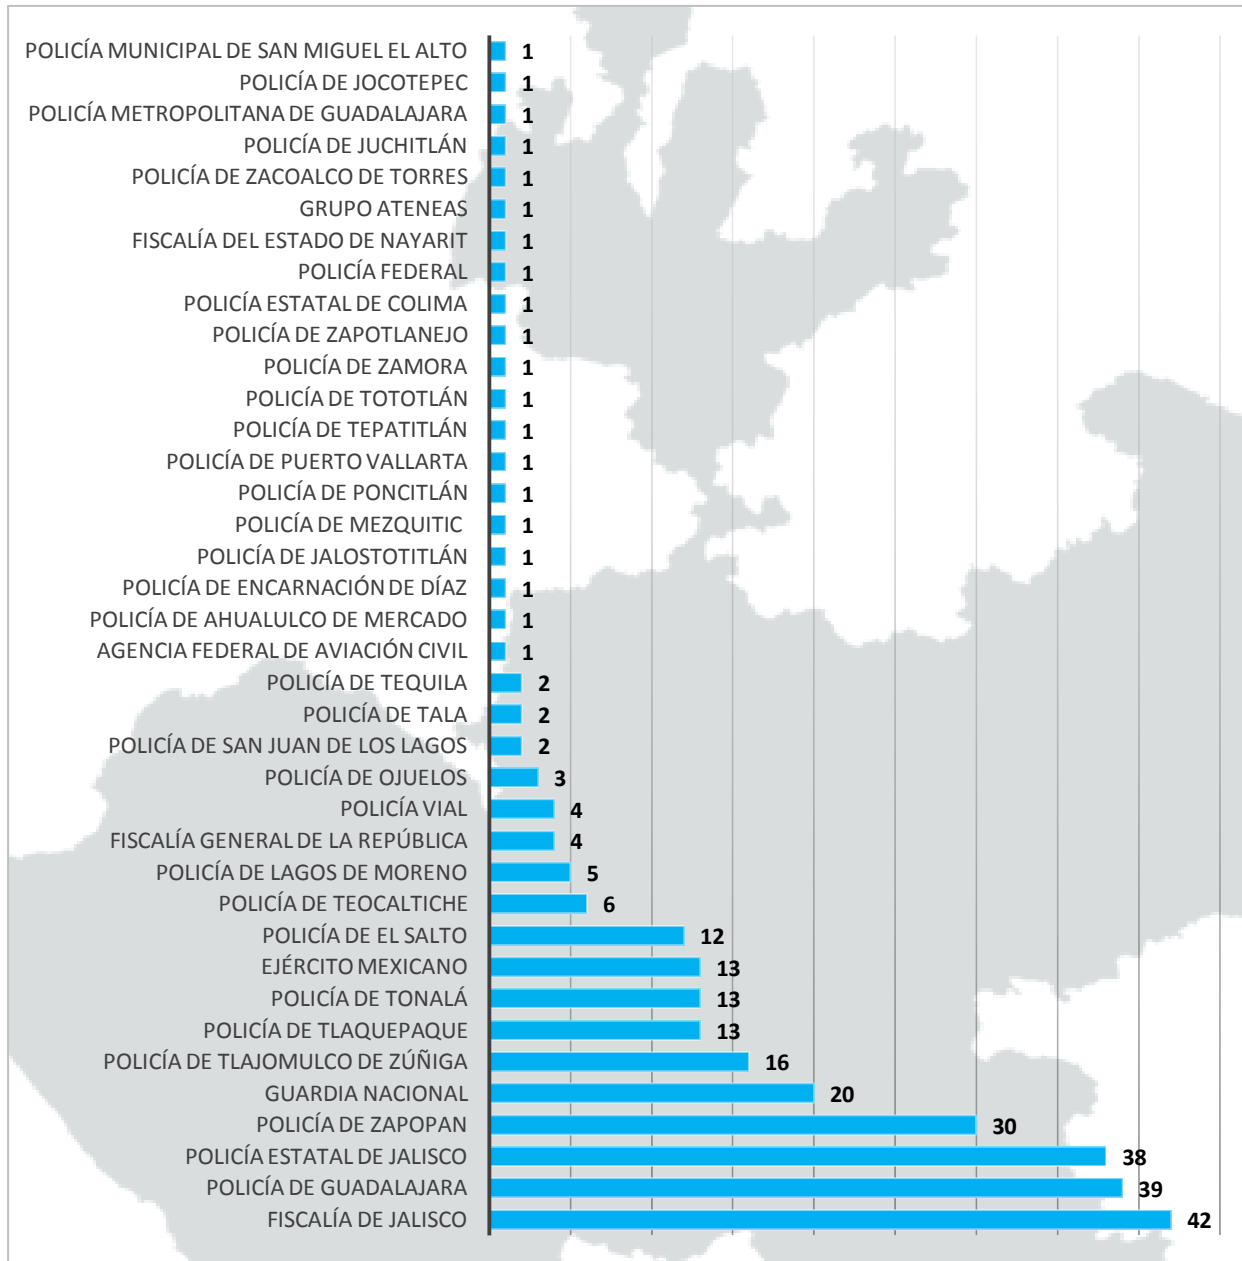 POLICÍA MUNICIPAL DE SAN MIGUEL EL ALTO 1
POLICÍA DE JOCOTEPEC 1
POLICÍA METROPOLITANA DE GUADALAJARA 1
POLICÍA DE JUCHITLÁN 1
POLICÍA DE ZACOALCO DE TORRES 1
GRUPO ATENEAS 1
FISCALÍA DEL ESTADO DE NAYARIT 1
POLICÍA FEDERAL 1
POLICÍA ESTATAL DE COLIMA 1
POLICÍA DE ZAPOTLANEJO 1
POLICÍA DE ZAMORA 1
POLICÍA DE TOTOTLÁN 1
POLICÍA DE TEPATITLÁN 1
POLICÍA DE PUERTO VALLARTA 1
POLICÍA DE PONCITLÁN 1
POLICÍA DE MEZQUITIC 1
POLICÍA DE JALOSTOTITLÁN 1
POLICÍA DE ENCARNACIÓN DE DÍAZ 1
POLICÍA DE AHUALULCO DE MERCADO 1
AGENCIA FEDERAL DE AVIACIÓN CIVIL 1
POLICÍA DE TEQUILA 2
POLICÍA DE TALA 2
POLICÍA DE SAN JUAN DE LOS LAGOS 2
POLICÍA DE OJUELOS 3
POLICÍA VIAL 4
FISCALÍA GENERAL DE LA REPÚBLICA 4
POLICÍA DE LAGOS DE MORENO 5
POLICÍA DE TEOCALTICHE 6
POLICÍA DE EL SALTO 12
EJÉRCITO MEXICANO 13
POLICÍA DE TONALÁ 13
POLICÍA DE TLAQUEPAQUE 13
POLICÍA DE TLAJOMULCO DE ZÚÑIGA 16
GUARDIA NACIONAL 20
POLICÍA DE ZAPOPAN 30
POLICÍA ESTATAL DE JALISCO 38
POLICÍA DE GUADALAJARA 39
FISCALÍA DE JALISCO 42